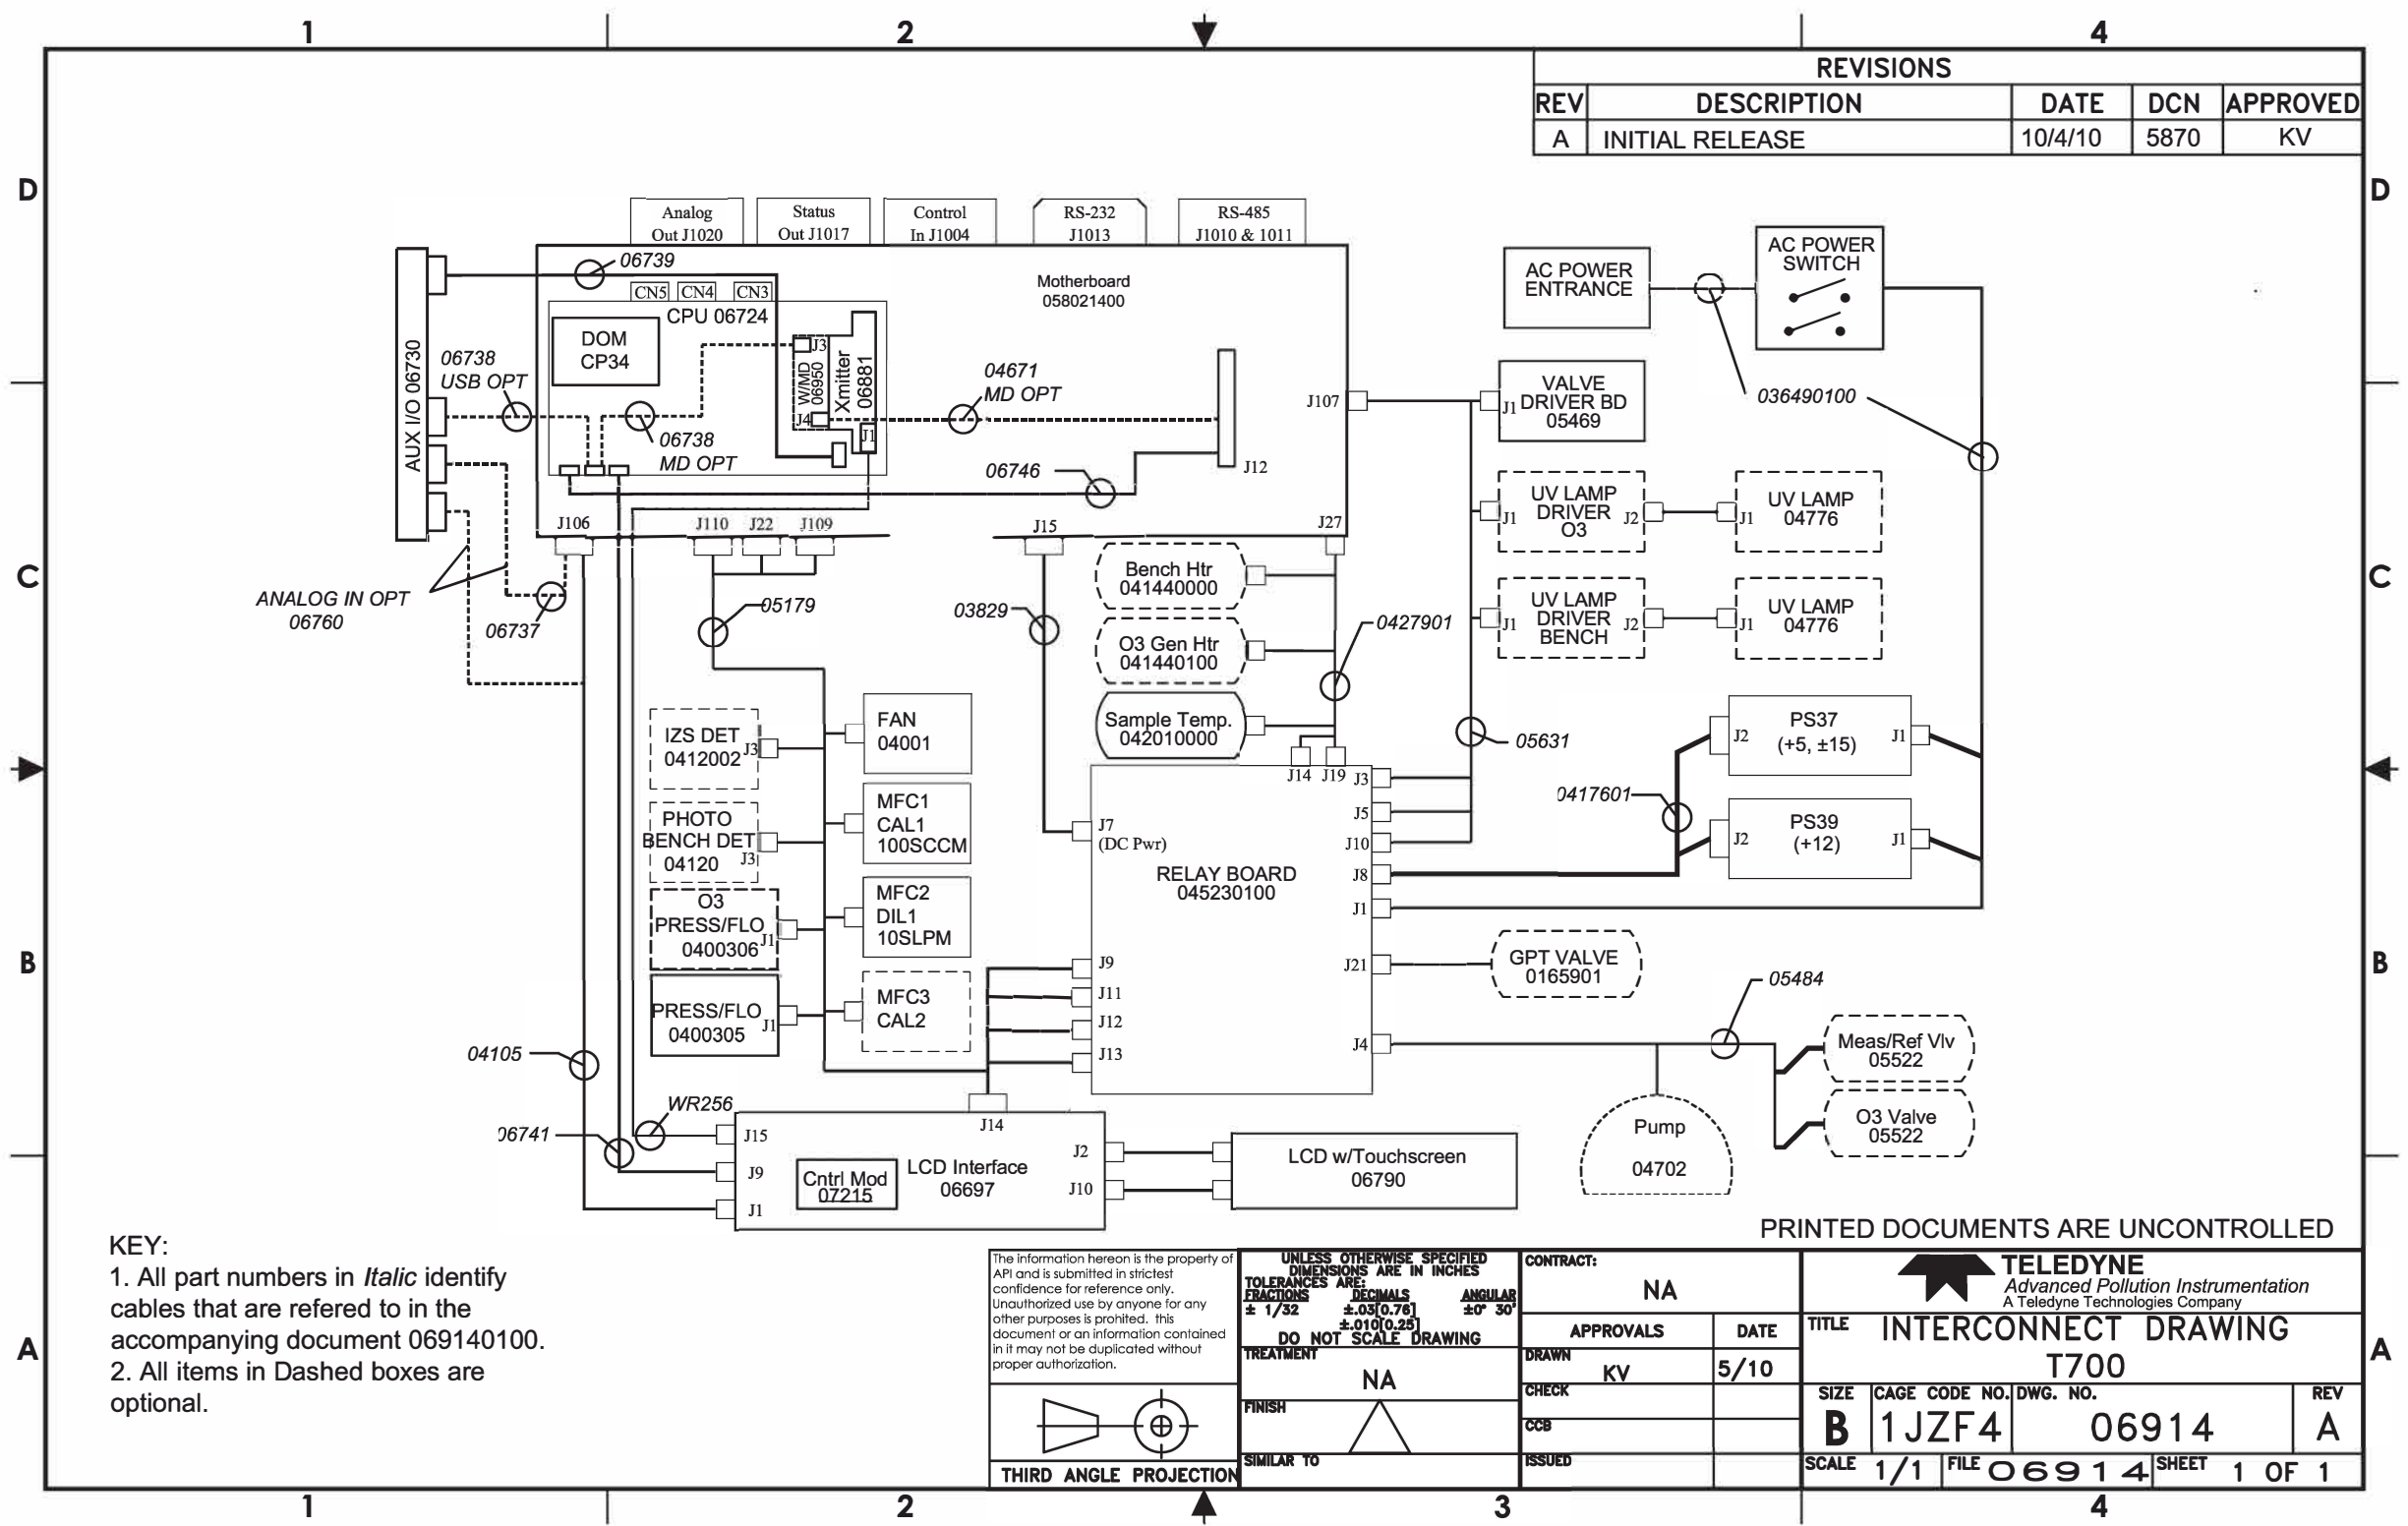 1
2
4
REVISIONS
REV DESCRIPTION DATE DCN APPROVED
A INITIAL RELEASE 10/4/10 5870 KV
D
D
Analog
Out J1020
Status
Out J1017
Control
In J1004
RS-232
J1013
RS-485
J1010 & 1011
06739
CN5
CN4
CN3
CPU 06724
DOM
CP34
Motherboard
058021400
AC POWER
ENTRANCE
AC POWER
SWITCH
AUX I/O 06730
06738
USB OPT
J3
W/MD
06950
Xmitter
06881
J4
J1
04671
MD OPT
06738
MD OPT
J107
J1
VALVE
DRIVER BD
05469
036490100
06746
J12
J106
J110
J22
J109
J15
J27
J1
UV LAMP
DRIVER
O3
J2
J1
UV LAMP
04776
C
C
ANALOG IN OPT
06760
06737
05179
03829
Bench Htr
041440000
O3 Gen Htr
041440100
Sample Temp.
042010000
0427901
J1
UV LAMP
DRIVER
BENCH
J2
J1
UV LAMP
04776
05631
IZS DET
0412002
J3
FAN
04001
PHOTO
BENCH DET
04120
J3
MFC1
CAL1
100SCCM
O3
PRESS/FLO
0400306
J1
MFC2
DIL1
10SLPM
PRESS/FLO
0400305
J1
MFC3
CAL2
J14 J19 J3
J5
J7
(DC Pwr)
J10
RELAY BOARD
045230100
J8
J1
J9
J21
J11
J12
J13
J4
0417601
J2
PS37
(+5, ±15)
J1
J2
PS39
(+12)
J1
GPT VALVE
0165901
B
B
05484
Meas/Ref Vlv
05522
O3 Valve
05522
Pump
04702
04105
WR256
06741
J14
J15
J9
J1
Cntrl Mod
07215
LCD Interface
06697
J2
J10
LCD w/Touchscreen
06790
KEY:
1. All part numbers in Italic identify
cables that are refered to in the
accompanying document 069140100.
2. All items in Dashed boxes are
optional.
PRINTED DOCUMENTS ARE UNCONTROLLED
A
A
The information hereon is the property of
API and is submitted in strictest
confidence for reference only.
Unauthorized use by anyone for any
other purposes is prohited. this
document or an information contained
in it may not be duplicated without
proper authorization.
THIRD ANGLE PROJECTION
UNLESS OTHERWISE SPECIFIED
DIMENSIONS ARE IN INCHES
TOLERANCES ARE:
FRACTIONS DECIMALS ANGULAR
± 1/32 ±.03[0.76] ±0° 30'
±.010[0.25]
DO NOT SCALE DRAWING
TREATMENT
NA
FINISH
SIMILAR TO
CONTRACT:
NA
APPROVALS DATE
DRAWN KV 5/10
CHECK
CCB
ISSUED
TELEDYNE
Advanced Pollution Instrumentation
A Teledyne Technologies Company
TITLE INTERCONNECT DRAWING
T700
SIZE CAGE CODE NO. DWG. NO. REV
B 1JZF4 06914 A
SCALE 1/1 FILE 06914 SHEET 1 OF 1
1
2
3
4